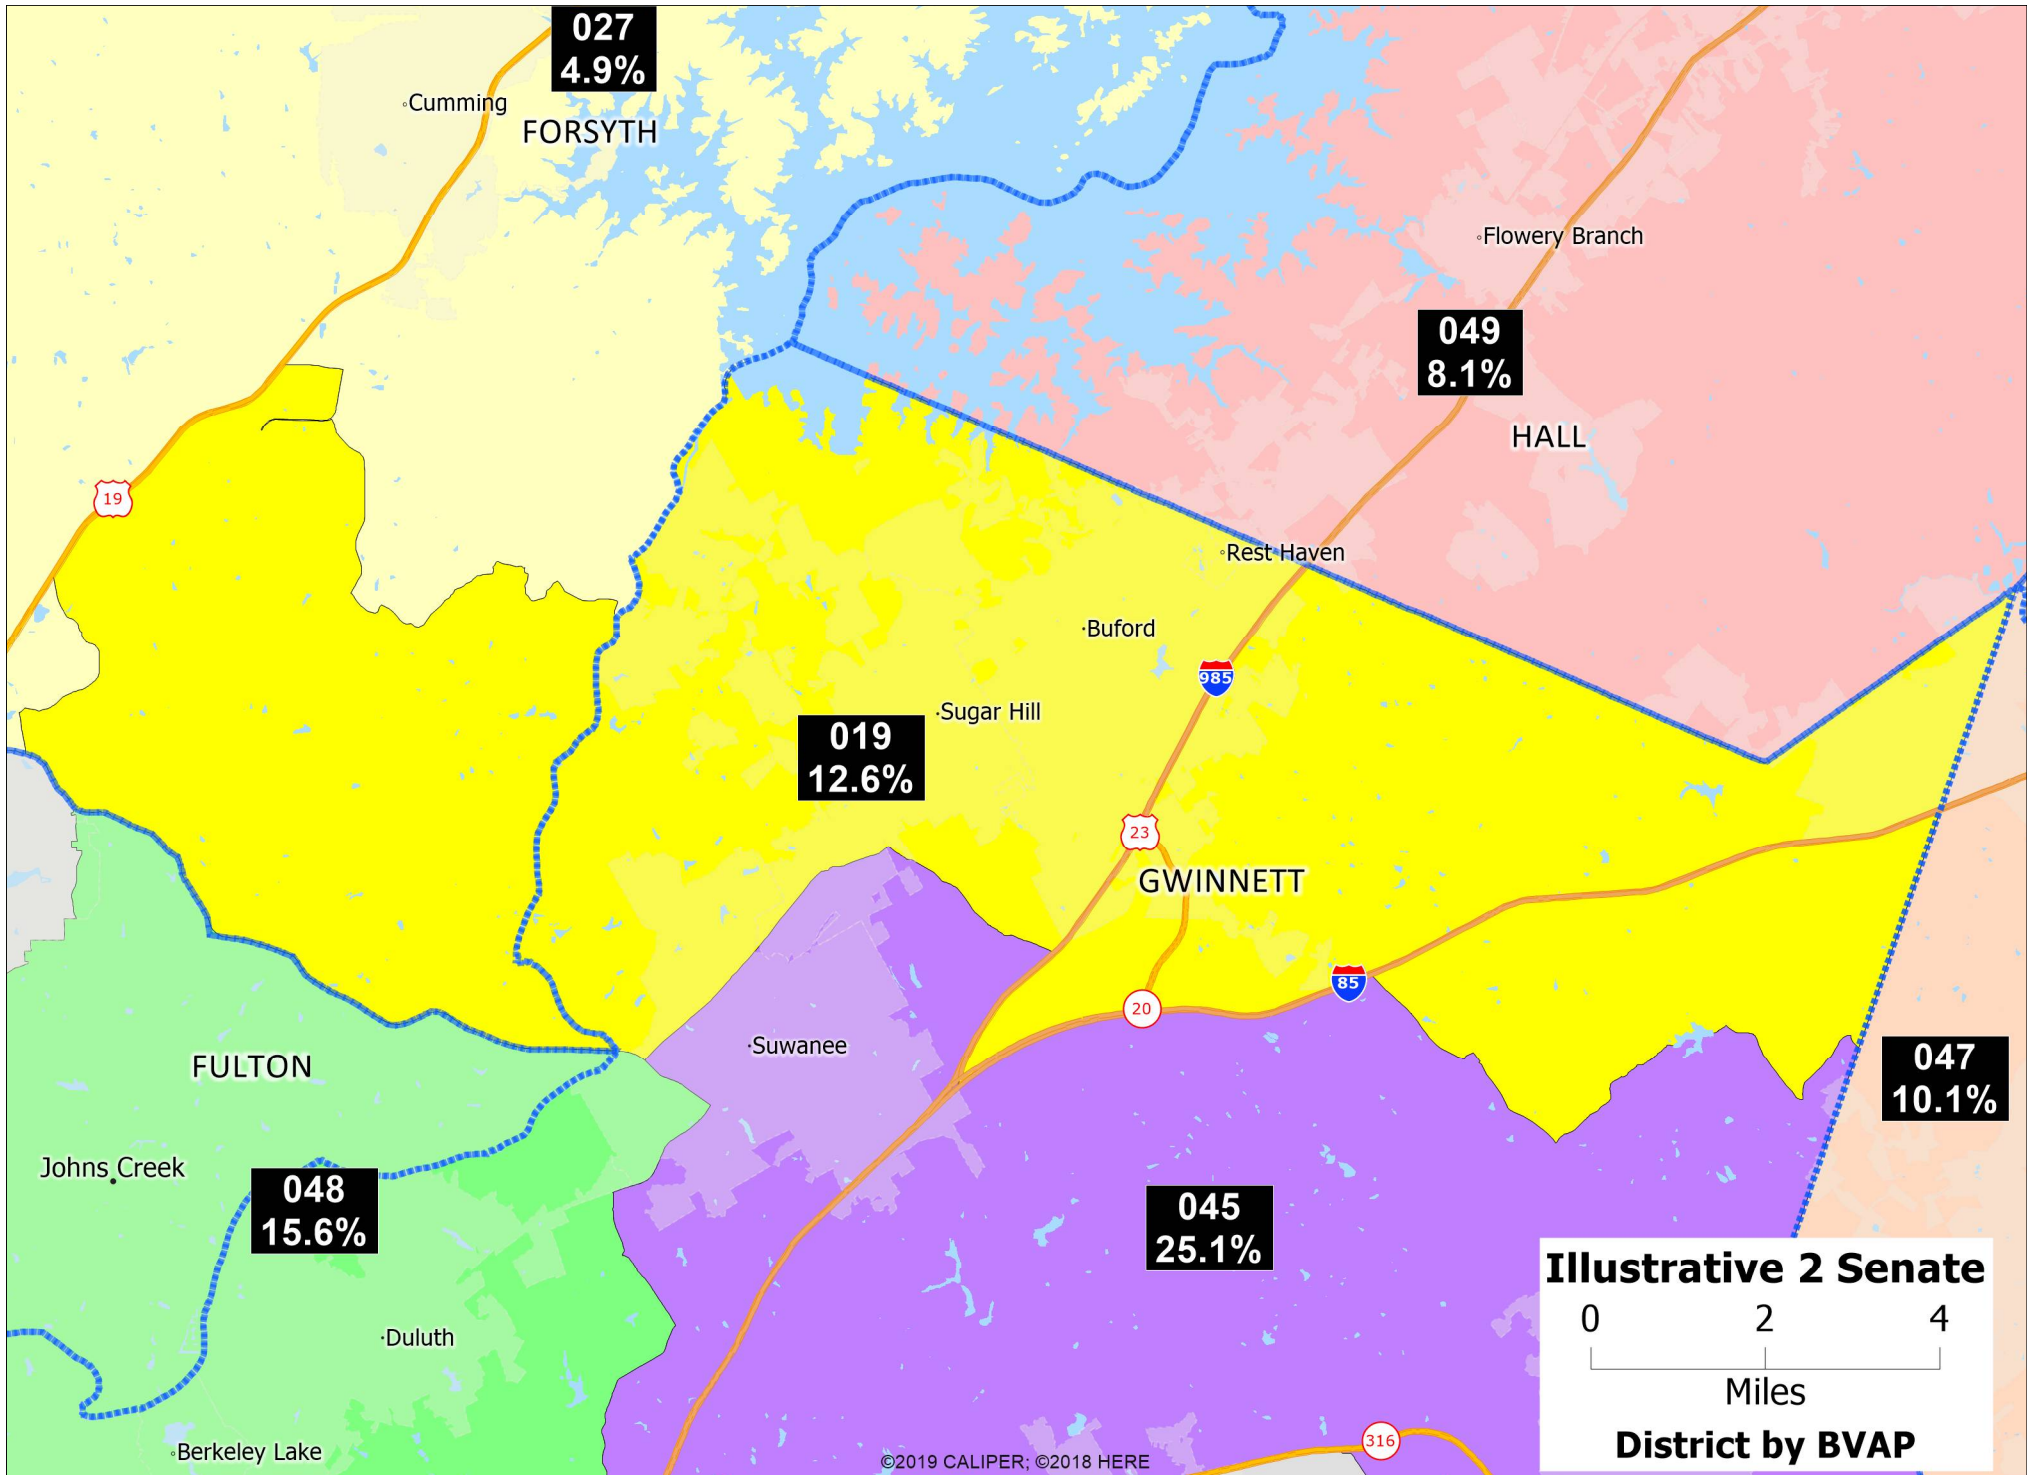 027
4.9%
Cumming
FORSYTH
Flowery Branch
049
8.1%
HALL
19
Rest Haven
Buford
985
Sugar Hill
019
12.6%
23
GWINNETT
85
20
Suwanee
FULTON
047
10.1%
Johns Creek
048
15.6%
045
25.1%
Duluth
Berkeley Lake
316
©2019 CALIPER; ©2018 HERE
Illustrative 2 Senate
0 2 4
Miles
District by BVAP